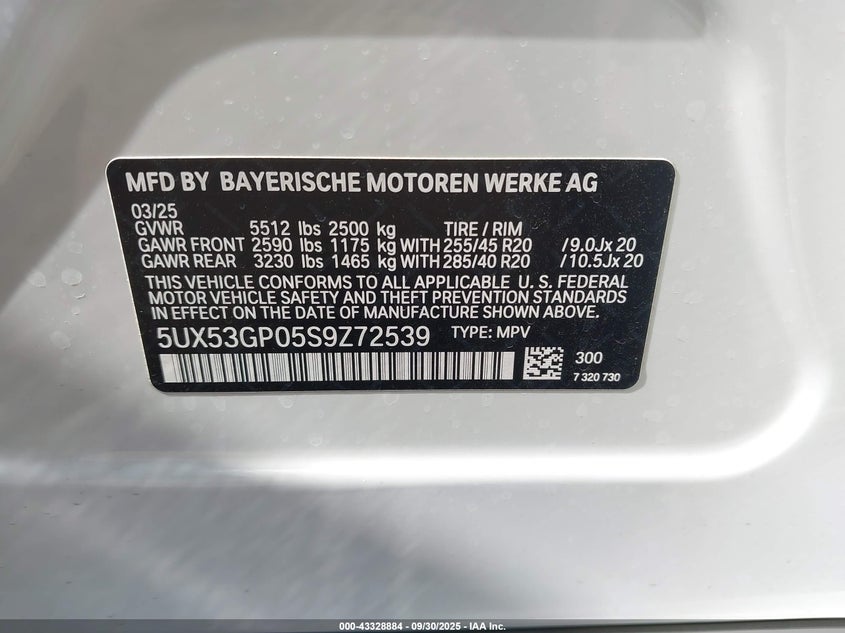 MFD BY BAYERISCHE MOTOREN WERKE AG
03/25
GVWR 5512 lbs 2500 kg TIRE / RIM
GAWR FRONT 2590 lbs 1175 kg WITH 255/45 R20 /9.0Jx 20
GAWR REAR 3230 lbs 1465 kg WITH 285/40 R20 /10.5Jx 20
THIS VEHICLE CONFORMS TO ALL APPLICABLE U. S. FEDERAL
MOTOR VEHICLE SAFETY AND THEFT PREVENTION STANDARDS
IN EFFECT ON THE DATE OF MANUFACTURE SHOWN ABOVE.
5UX53GP05S9Z72539 TYPE: MPV
300
7 320 730
000-43328884 - 09/30/2025 - IAA Inc.